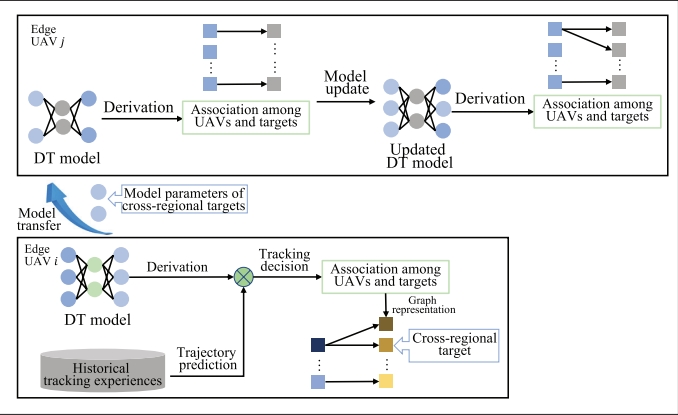 Edge
UAV j
DT model
Derivation
Association among
UAVs and targets
Model
update
Updated
DT model
Derivation
Association among
UAVs and targets
Model
transfer
Model parameters of
cross-regional targets
Edge
UAV i
DT model
Derivation
Tracking
decision
Association among
UAVs and targets
Graph
representation
Trajectory
prediction
Historical
tracking experiences
Cross-regional
target